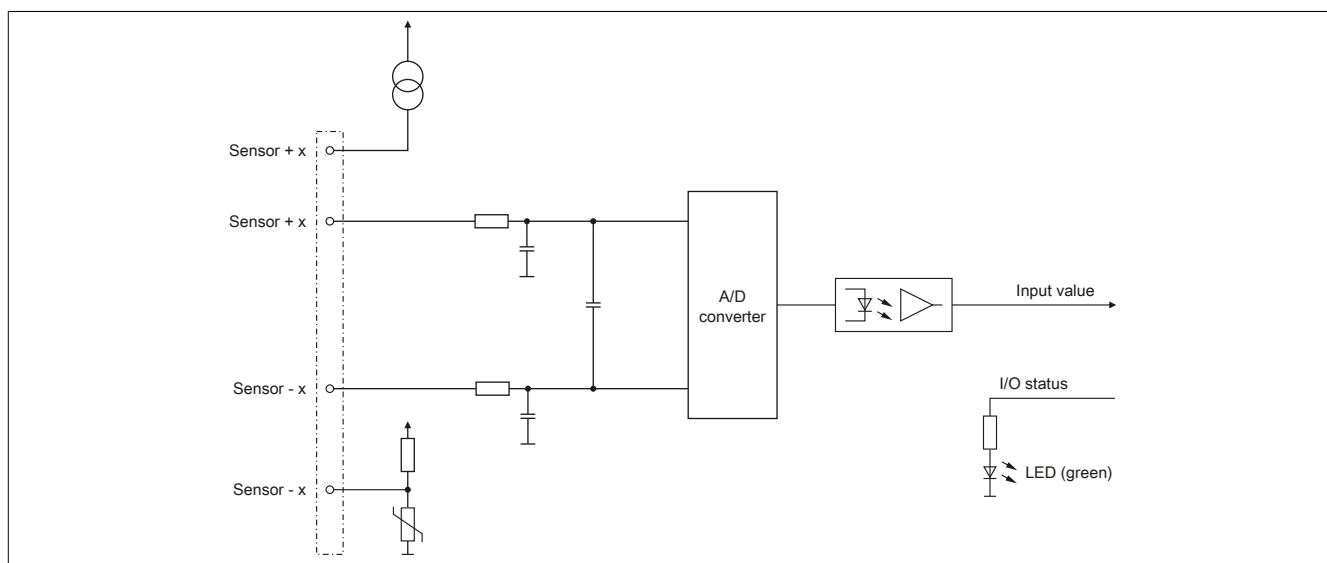 Sensor + x
Sensor + x
A/D
converter
Input value
Sensor - x
I/O status
LED (green)
Sensor - x